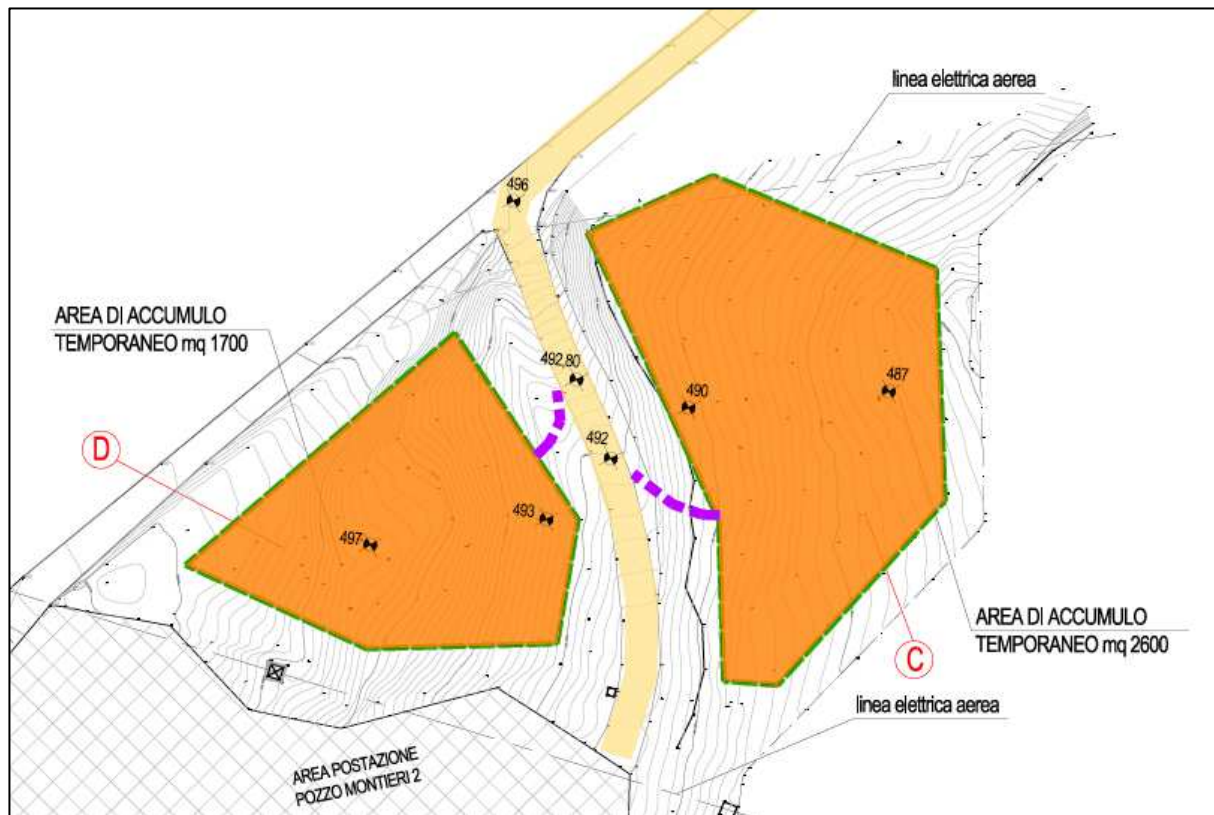 linea elettrica aerea
496
AREA DI ACCUMULO
TEMPORANEO mq 1700
492,80
490
487
D
492
493
497
AREA DI ACCUMULO
TEMPORANEO mq 2600
C
linea elettrica aerea
AREA POSTAZIONE
POZZO MONTIERI 2